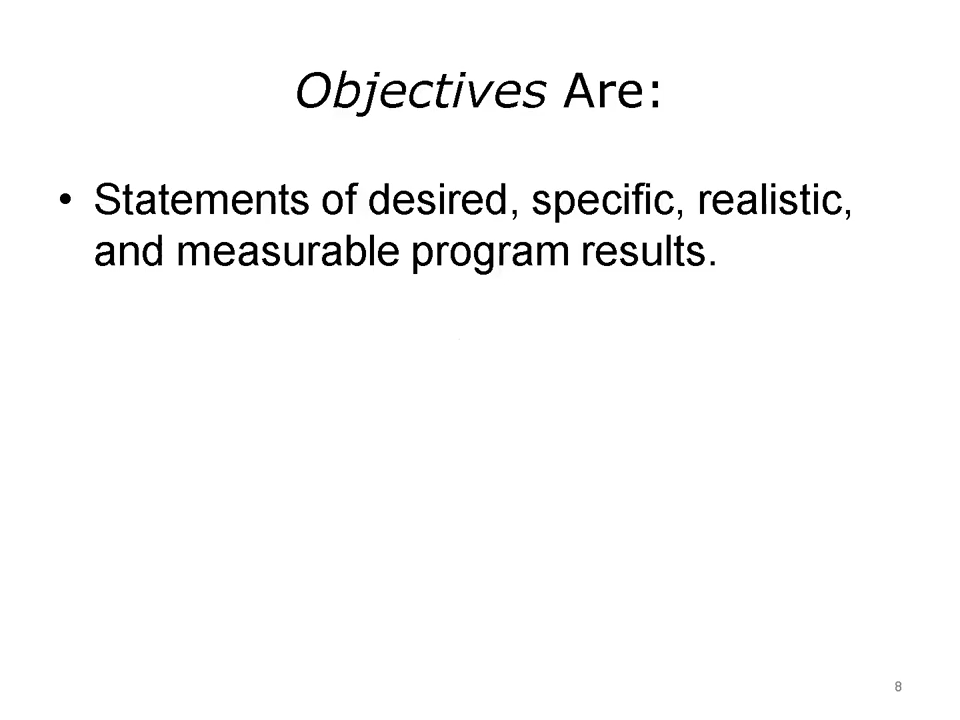 Objectives Are:
• Statements of desired, specific, realistic,
and measurable program results.
8